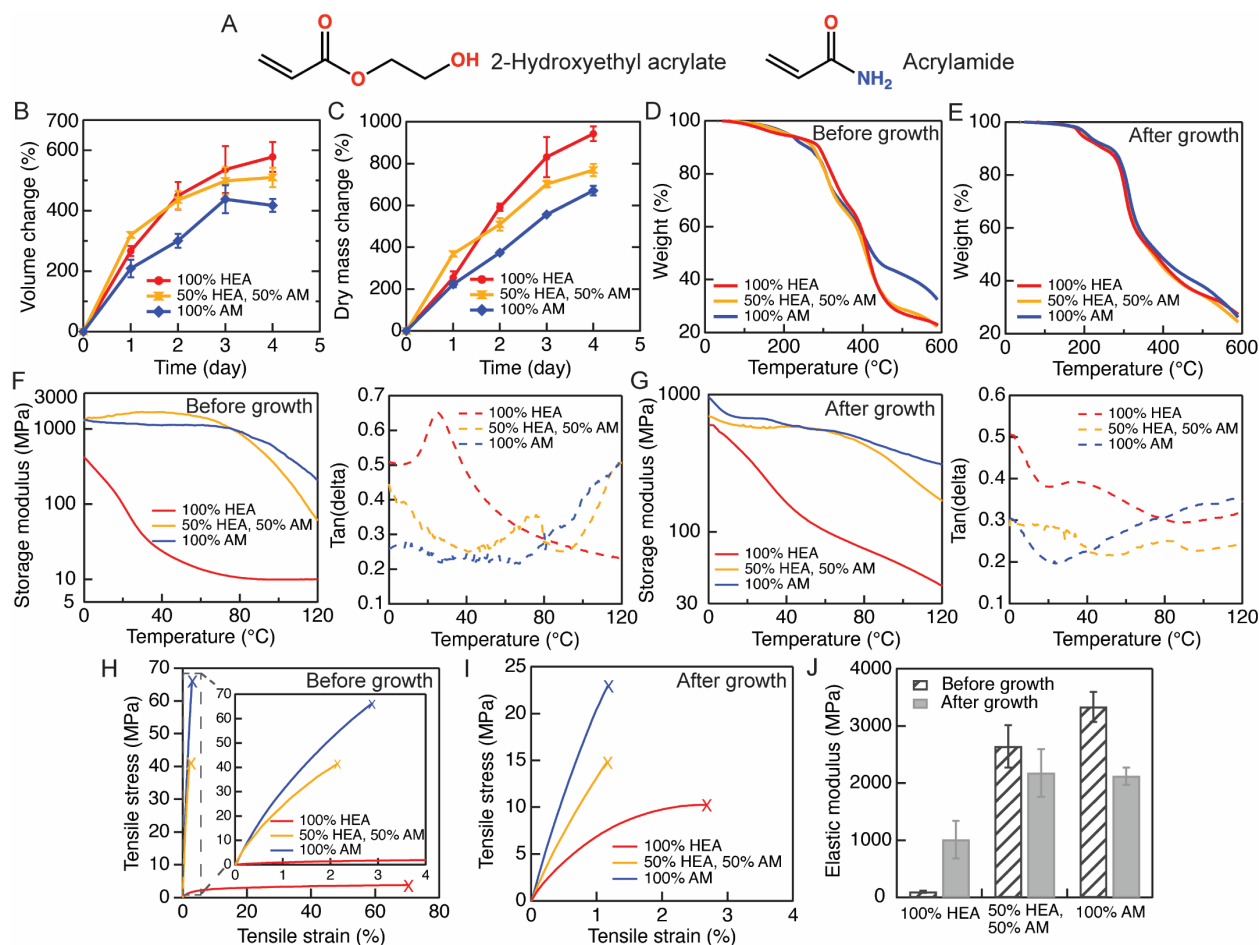 A
O
O
OH
2-Hydroxyethyl acrylate
O
NH2
Acrylamide
B
700
600
400
200
0
0 1 2 3 4 5
Volume change (%)
Time (day)
100% HEA
50% HEA, 50% AM
100% AM
C
1000
800
600
400
200
0
0 1 2 3 4 5
Dry mass change (%)
Time (day)
100% HEA
50% HEA, 50% AM
100% AM
D
Before growth
100
80
60
40
20
0 200 400 600
Weight (%)
Temperature (°C)
100% HEA
50% HEA, 50% AM
100% AM
E
After growth
100
80
60
40
20
0 200 400 600
Weight (%)
Temperature (°C)
100% HEA
50% HEA, 50% AM
100% AM
F
Before growth
3000
1000
100
10
5
0 40 80 120
Storage modulus (MPa)
Temperature (°C)
100% HEA
50% HEA, 50% AM
100% AM
0.7
0.6
0.5
0.4
0.3
0.2
0.1
0 40 80 120
Tan(delta)
Temperature (°C)
100% HEA
50% HEA, 50% AM
100% AM
G
After growth
1000
100
30
0 40 80 120
Storage modulus (MPa)
Temperature (°C)
100% HEA
50% HEA, 50% AM
100% AM
0.6
0.5
0.4
0.3
0.2
0.1
0 40 80 120
Tan(delta)
Temperature (°C)
100% HEA
50% HEA, 50% AM
100% AM
H
Before growth
70
60
50
40
30
20
10
0
0 20 40 60 80
Tensile stress (MPa)
Tensile strain (%)
70
60
50
40
30
20
10
0
0 1 2 3 4
100% HEA
50% HEA, 50% AM
100% AM
I
After growth
25
20
15
10
5
0
0 1 2 3 4
Tensile stress (MPa)
Tensile strain (%)
100% HEA
50% HEA, 50% AM
100% AM
J
4000
3000
2000
1000
0
Elastic modulus (MPa)
Before growth
After growth
100% HEA
50% HEA,
50% AM
100% AM